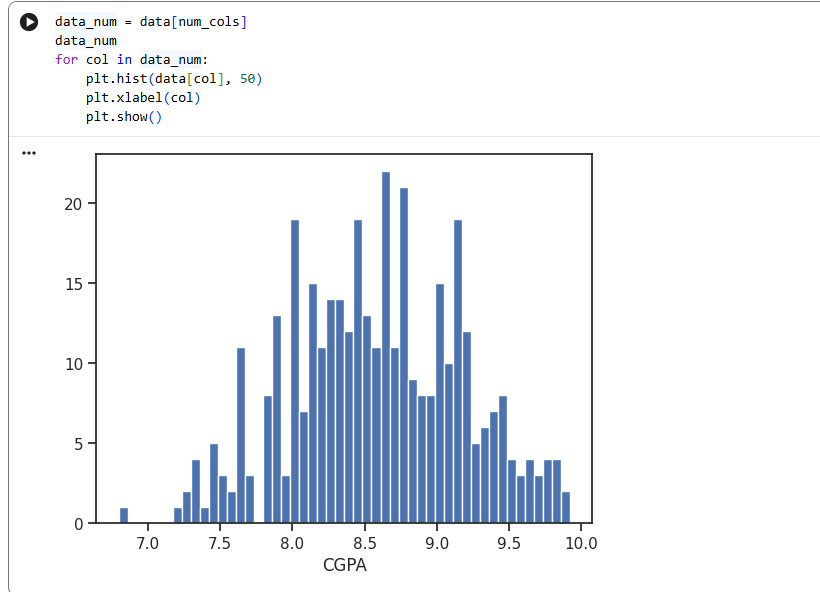 data_num = data[num_cols]
data_num
for col in data_num:
    plt.hist(data[col], 50)
    plt.xlabel(col)
    plt.show()
20
15
10
5
0
7.0 7.5 8.0 8.5 9.0 9.5 10.0
CGPA